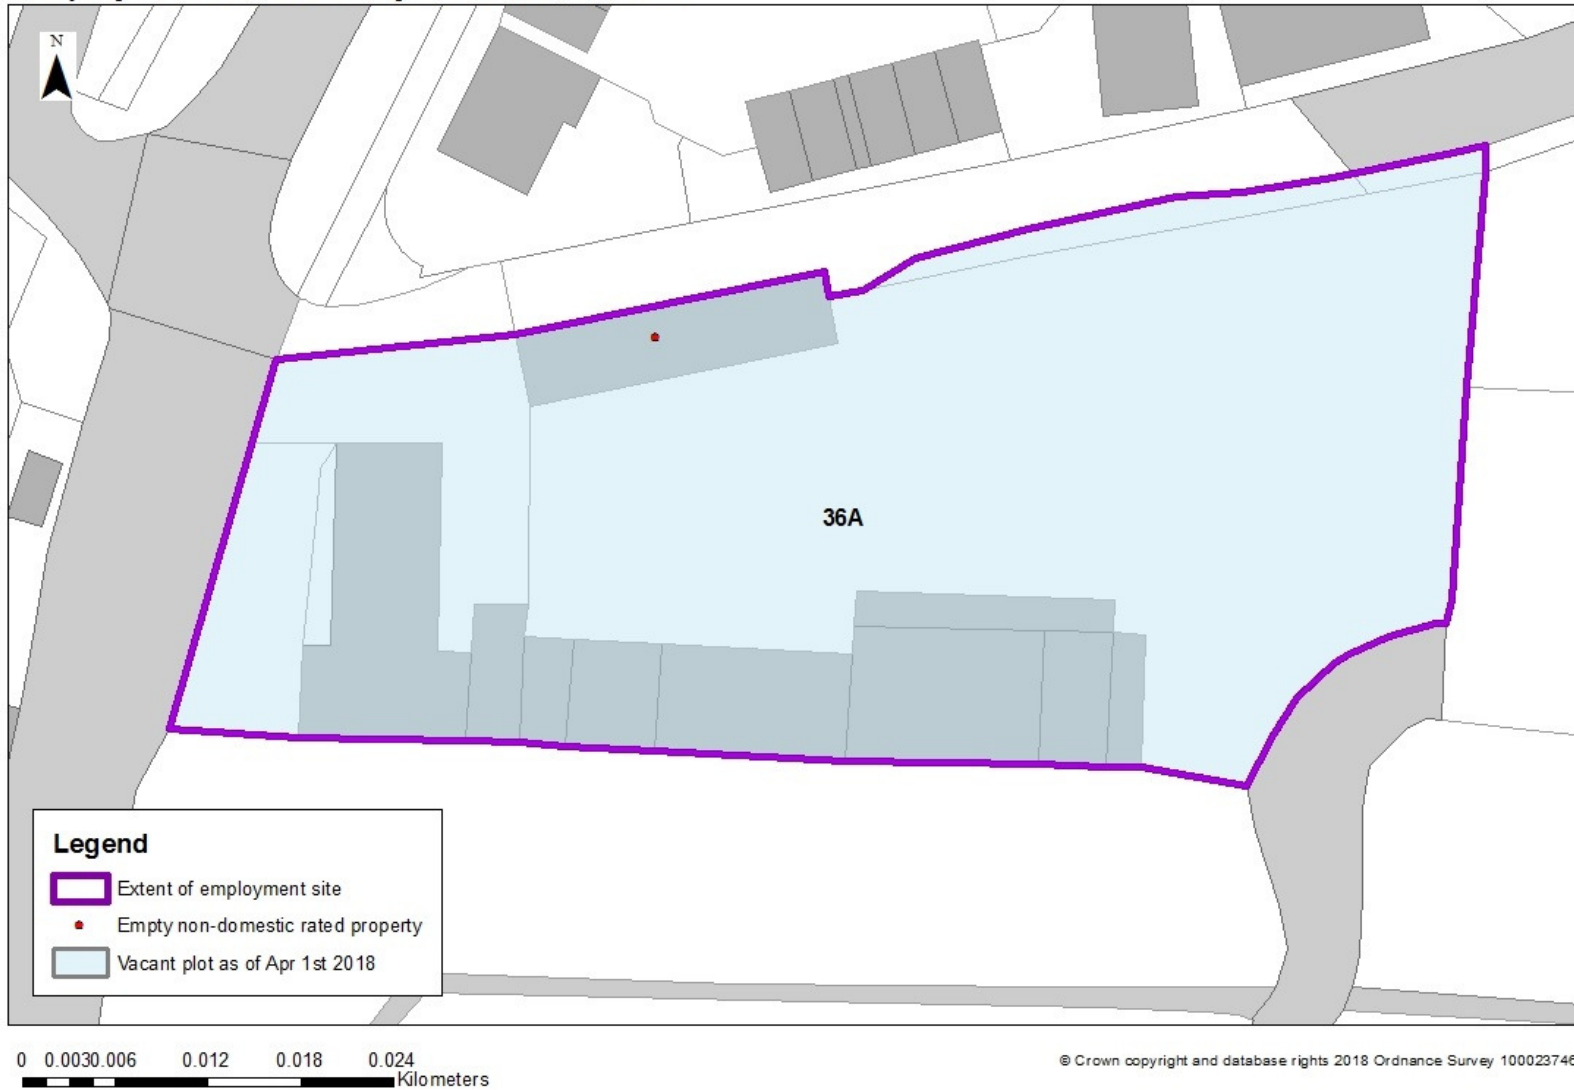 N
36A
Legend
Extent of employment site
Empty non-domestic rated property
Vacant plot as of Apr 1st 2018
0 0.0030.006 0.012 0.018 0.024
Kilometers
© Crown copyright and database rights 2018 Ordnance Survey 100023746